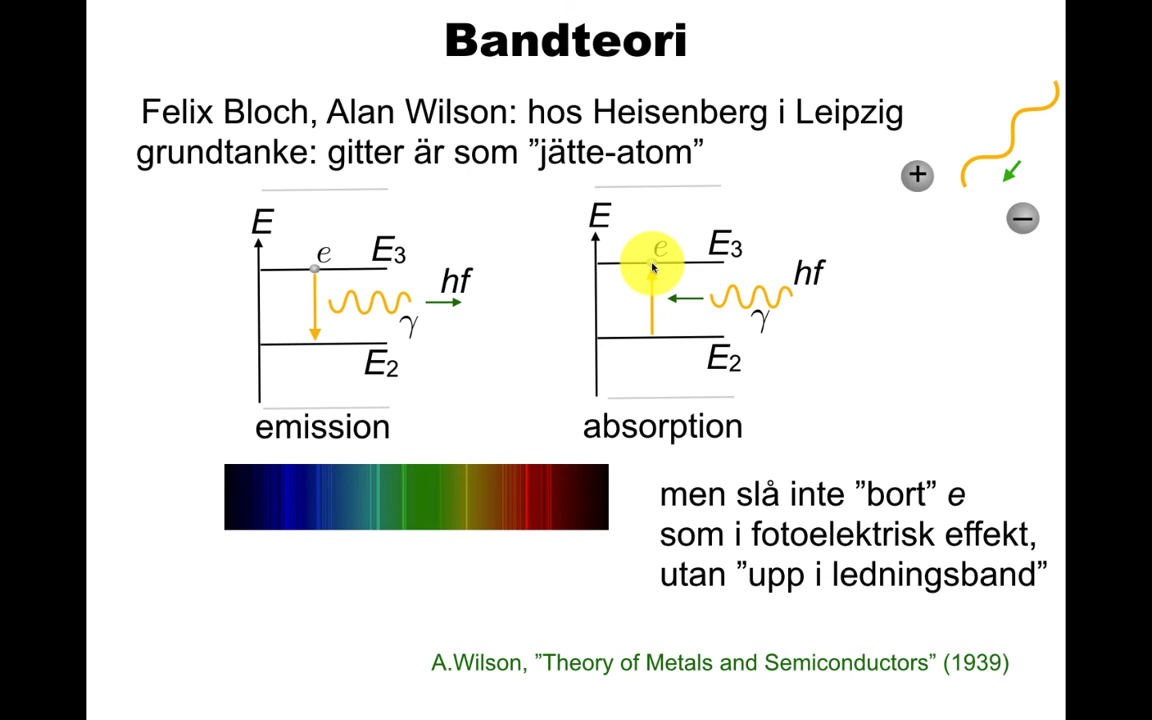 Bandteori
Felix Bloch, Alan Wilson: hos Heisenberg i Leipzig
grundtanke: gitter är som ”jätte-atom”
+
−
E
e
E3
hf
γ
E2
emission
E
e
E3
hf
γ
E2
absorption
men slå inte ”bort” e
som i fotoelektrisk effekt,
utan ”upp i ledningsband”
A.Wilson, ”Theory of Metals and Semiconductors” (1939)